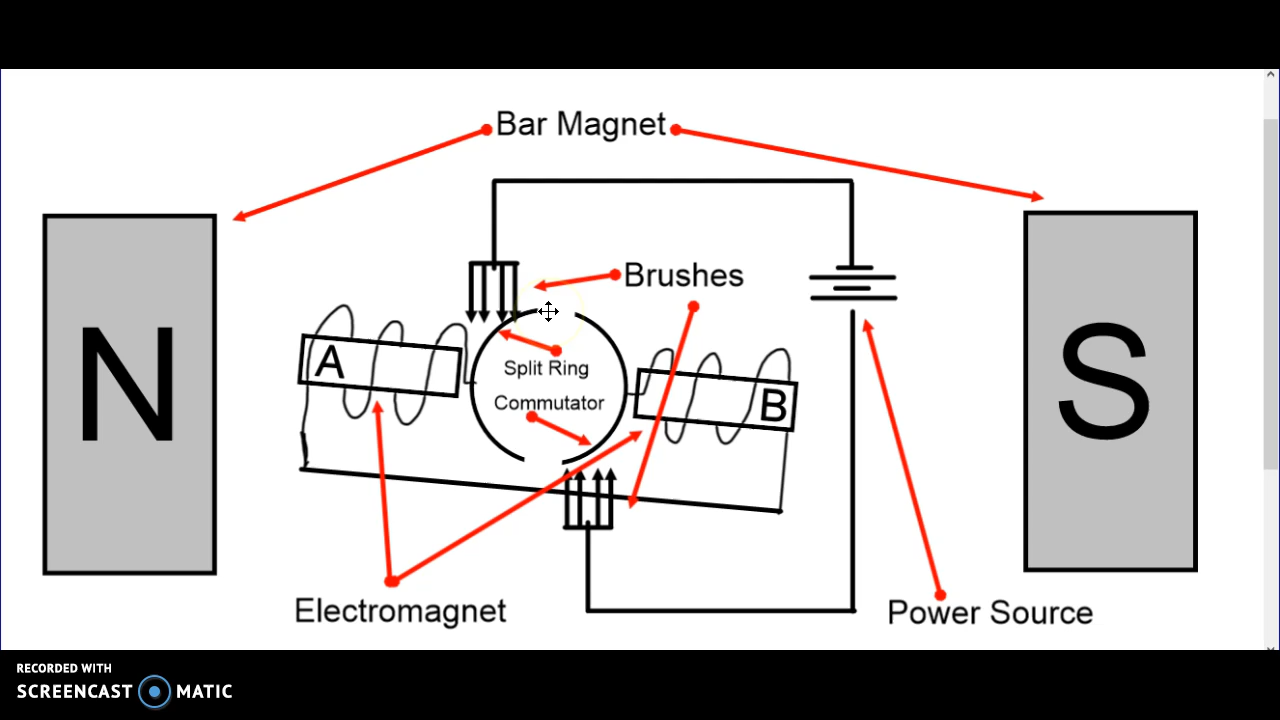 Bar Magnet
Brushes
N
A
Split Ring
Commutator
B
S
Electromagnet
Power Source
RECORDED WITH
SCREENCAST MATIC